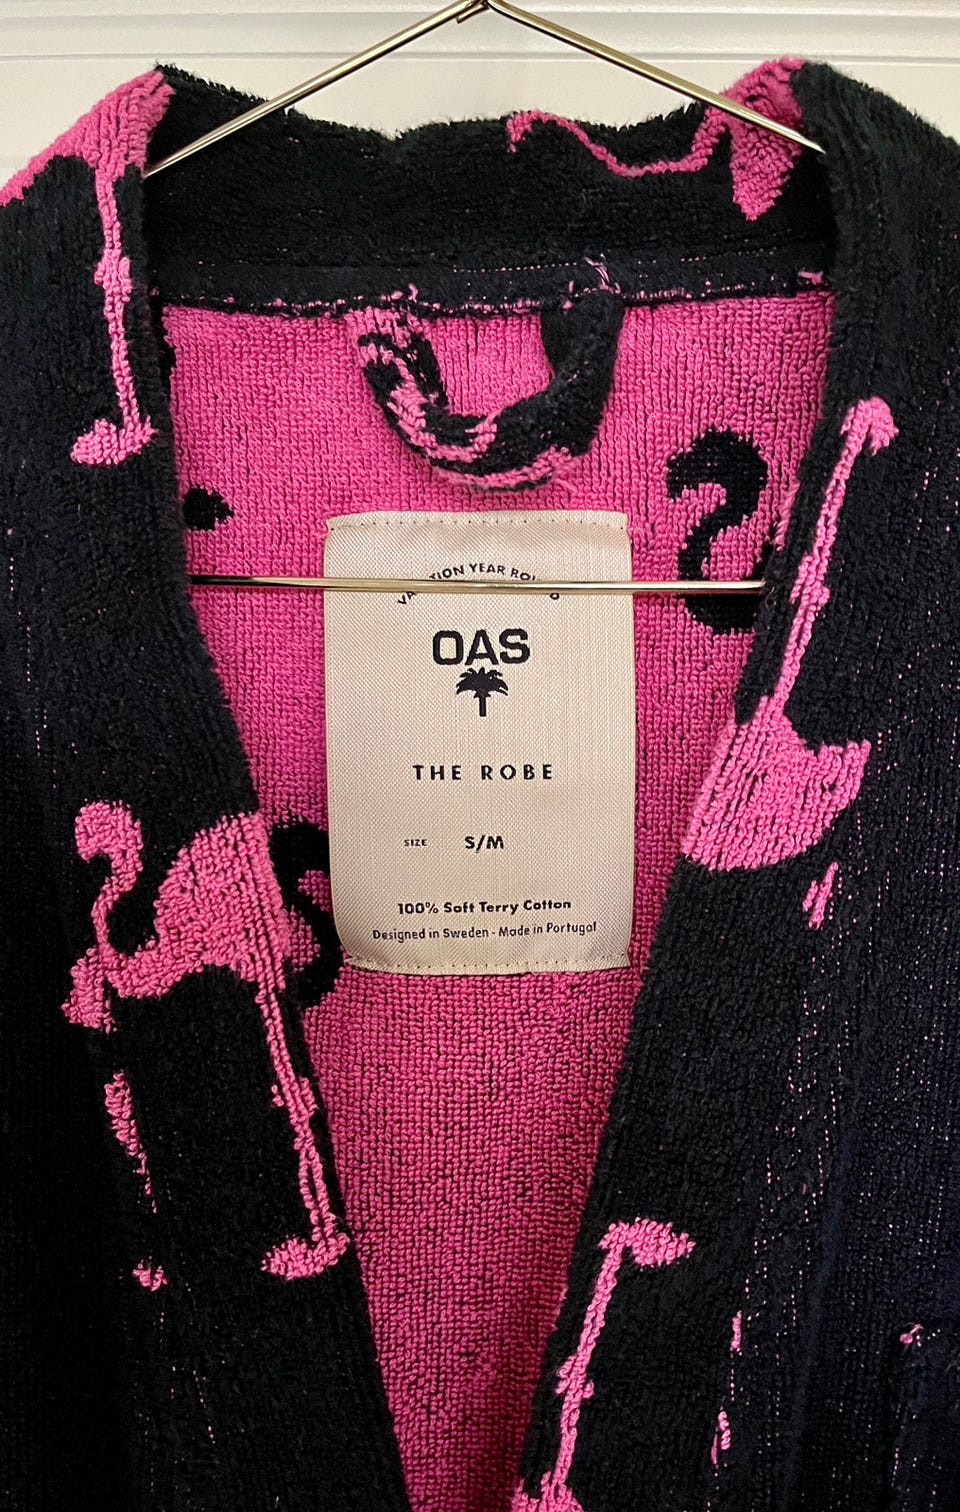 YEAR
OAS
THE ROBE
SIZE S/M
100% Soft Terry Cotton
Designed in Sweden - Made in Portugal